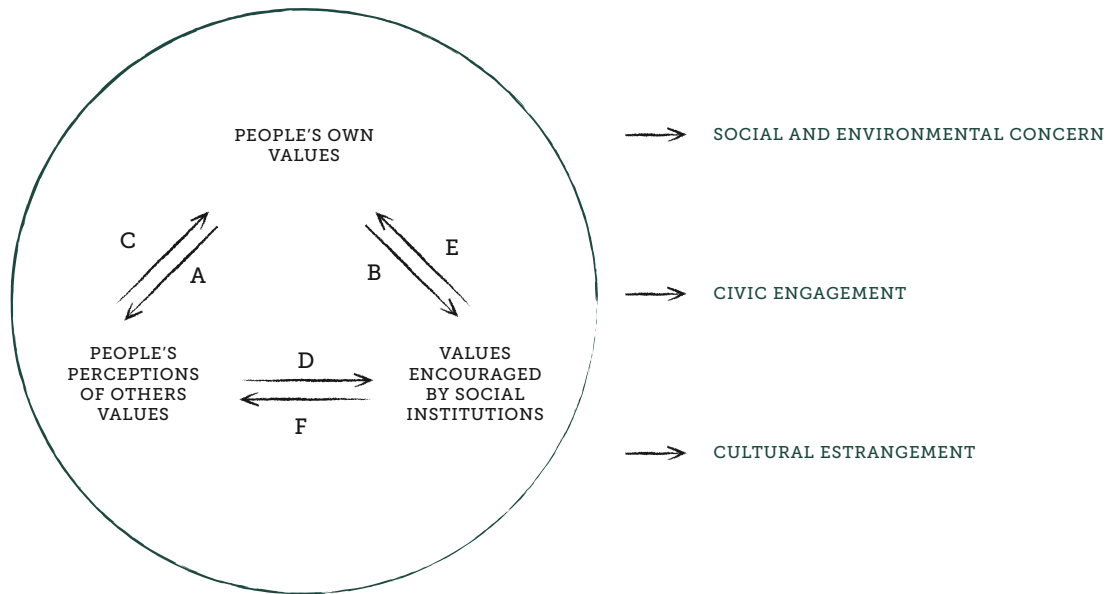 PEOPLE'S OWN
VALUES
SOCIAL AND ENVIRONMENTAL CONCERN
C
A
B
E
CIVIC ENGAGEMENT
PEOPLE'S
PERCEPTIONS
OF OTHERS
VALUES
D
F
VALUES
ENCOURAGED
BY SOCIAL
INSTITUTIONS
CULTURAL ESTRANGEMENT